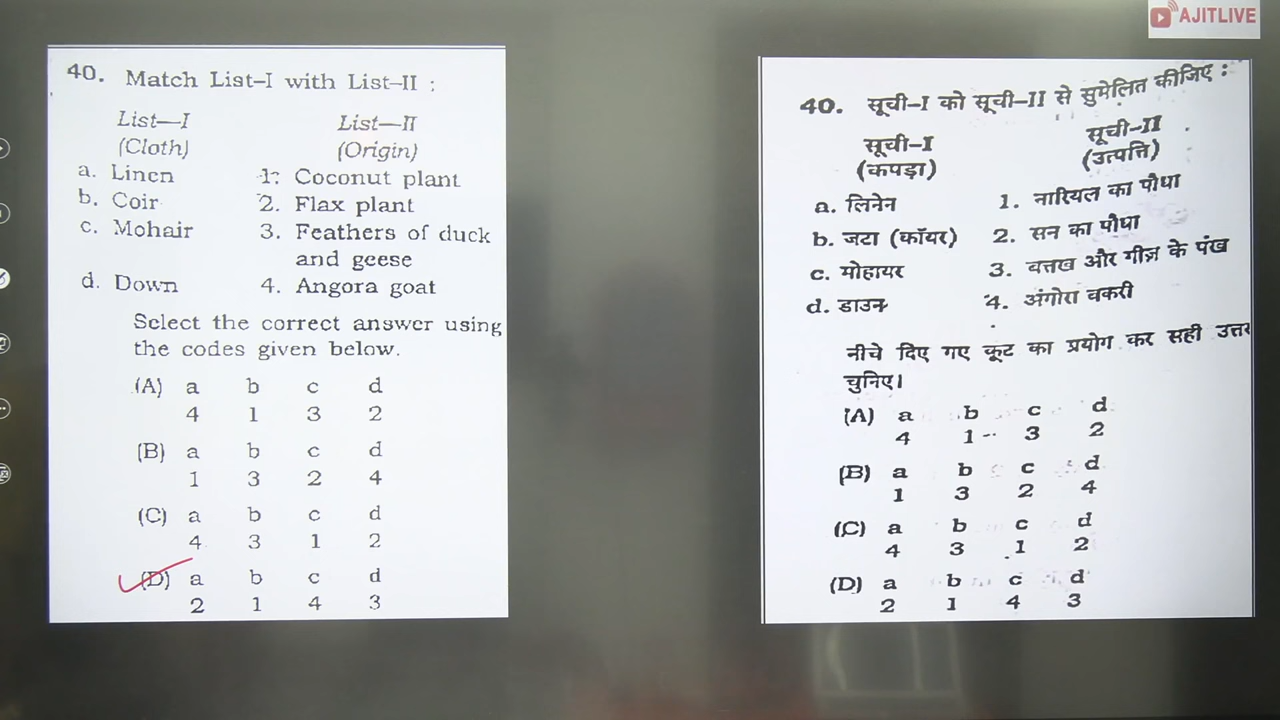 AJITLIVE
40. Match List–I with List–II :
List—I List—II
(Cloth) (Origin)
a. Linen 1. Coconut plant
b. Coir 2. Flax plant
c. Mohair 3. Feathers of duck
and geese
d. Down 4. Angora goat
Select the correct answer using
the codes given below.
(A) a b c d
4 1 3 2
(B) a b c d
1 3 2 4
(C) a b c d
4 3 1 2
(D) a b c d
2 1 4 3
40. सूची–I को सूची–II से सुमेलित कीजिए :
सूची–I सूची–II
(कपड़ा) (उत्पत्ति)
a. लिनेन 1. नारियल का पौधा
b. जटा (कॉयर) 2. सन का पौधा
c. मोहायर 3. बत्तख और गीज़ के पंख
d. डाउन 4. अंगोरा बकरी
नीचे दिए गए कूट का प्रयोग कर सही उत्तर
चुनिए।
(A) a b c d
4 1 3 2
(B) a b c d
1 3 2 4
(C) a b c d
4 3 1 2
(D) a b c d
2 1 4 3